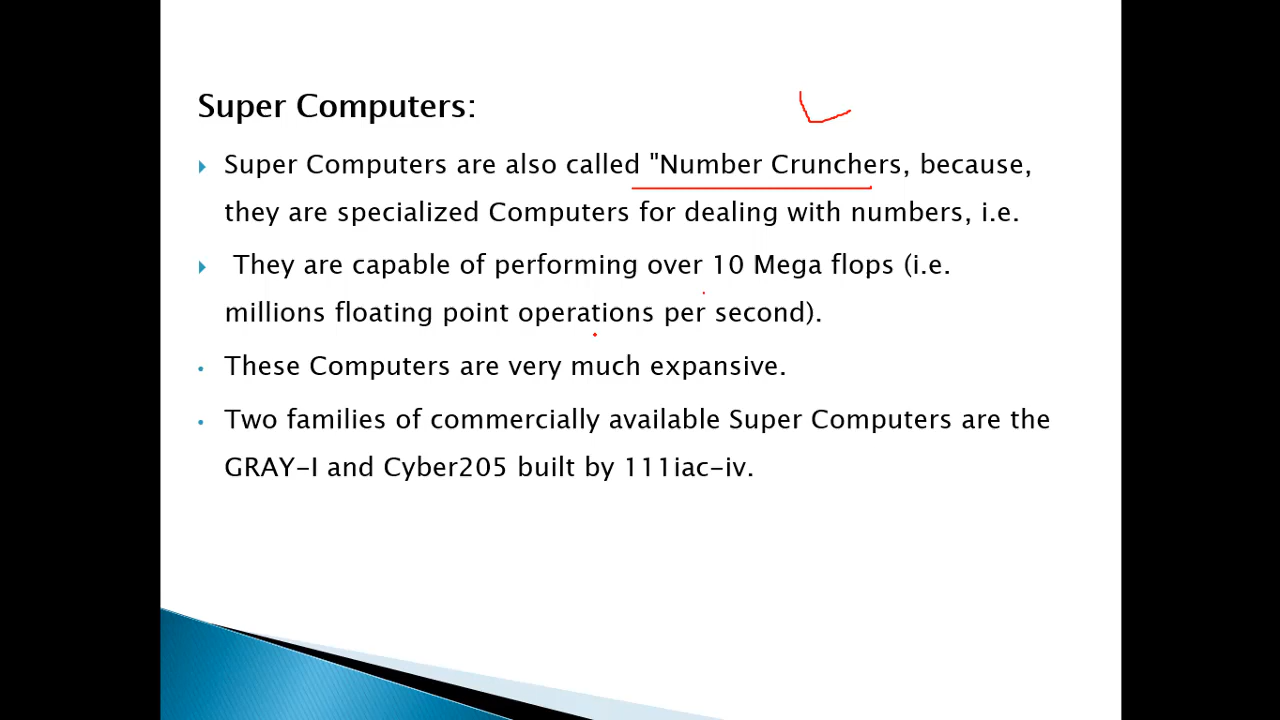 Super Computers:
Super Computers are also called "Number Crunchers, because,
they are specialized Computers for dealing with numbers, i.e.
They are capable of performing over 10 Mega flops (i.e.
millions floating point operations per second).
These Computers are very much expansive.
Two families of commercially available Super Computers are the
GRAY-I and Cyber205 built by 111iac-iv.